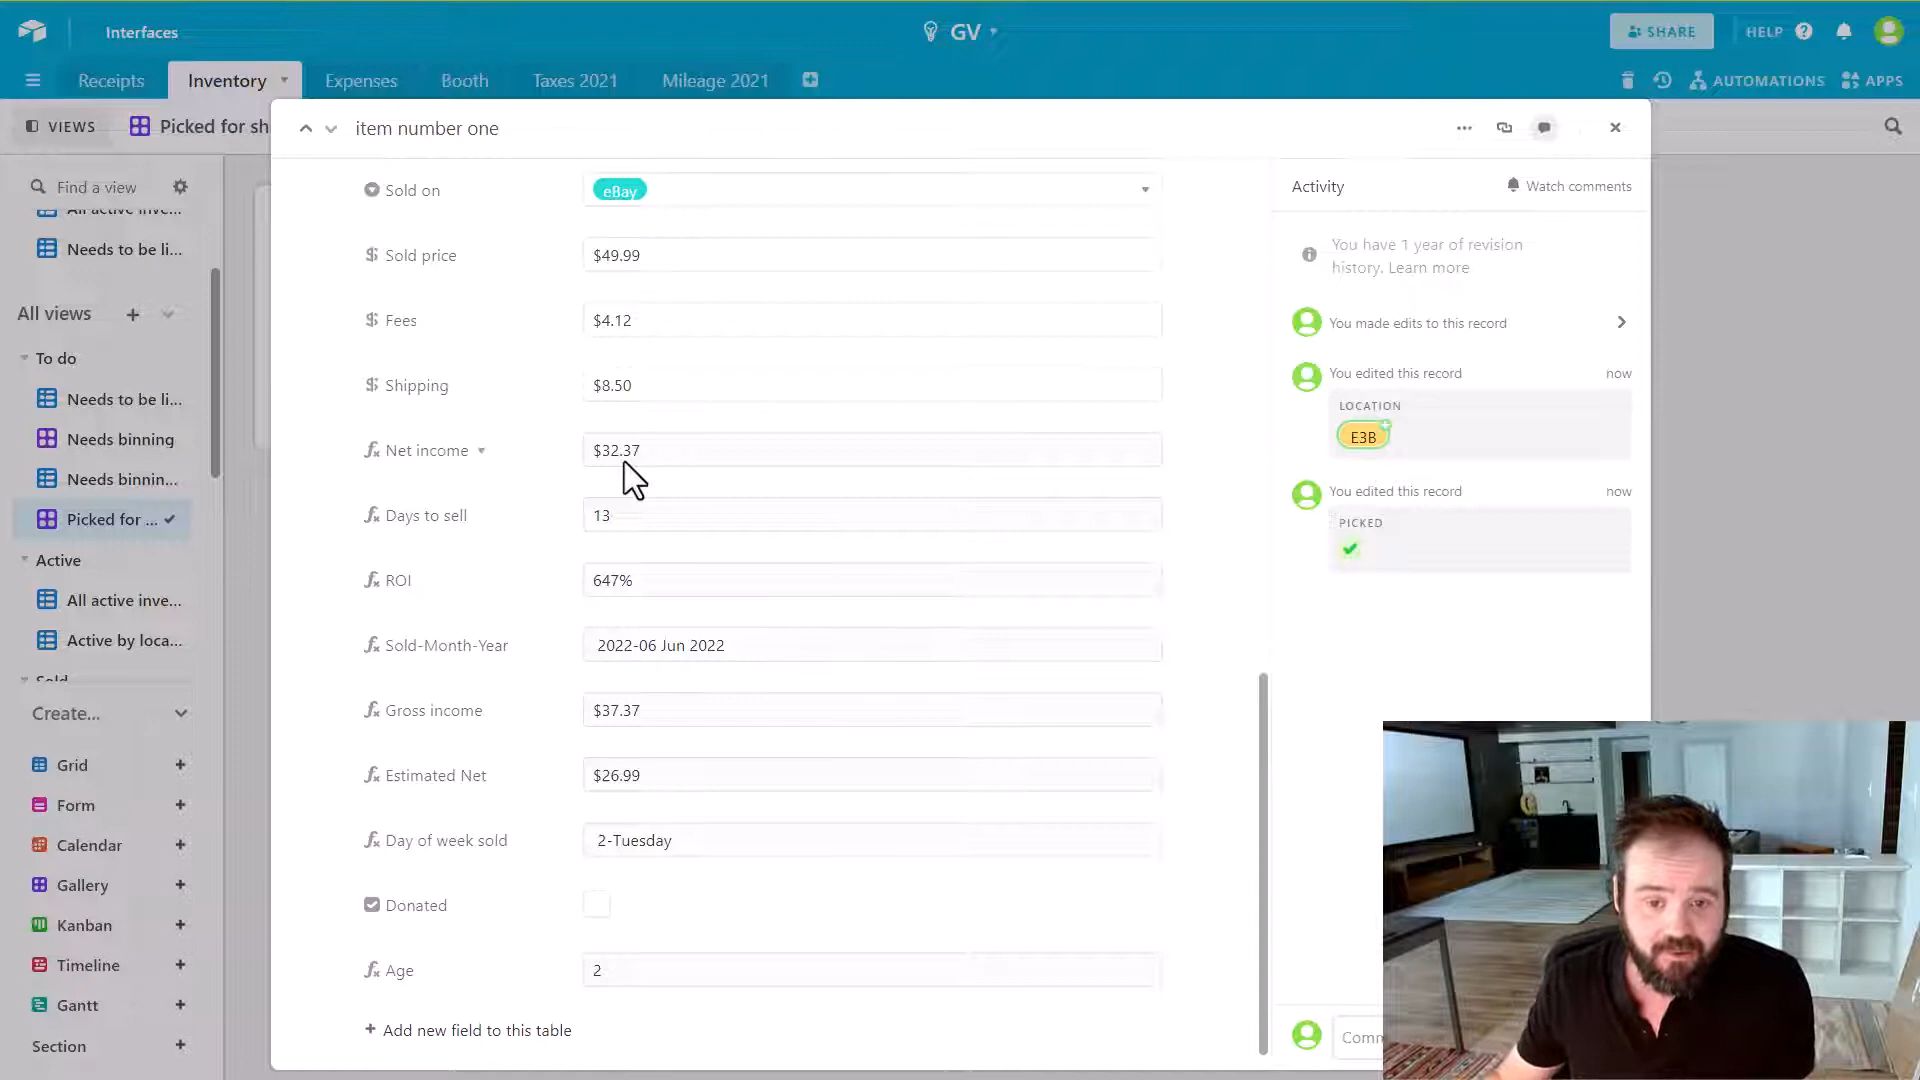 Interfaces
GV
SHARE
HELP
Receipts
Inventory
Expenses
Booth
Taxes 2021
Mileage 2021
AUTOMATIONS
APPS
VIEWS
Picked for sh
item number one
Find a view
All active inve...
Needs to be li...
All views
To do
Needs to be li...
Needs binning
Needs binnin...
Picked for ...
Active
All active inve...
Active by loca...
Sold
Create...
Grid
Form
Calendar
Gallery
Kanban
Timeline
Gantt
Section
Sold on
eBay
Sold price
$49.99
Fees
$4.12
Shipping
$8.50
Net income
$32.37
Days to sell
13
ROI
647%
Sold-Month-Year
2022-06 Jun 2022
Gross income
$37.37
Estimated Net
$26.99
Day of week sold
2-Tuesday
Donated
Age
2
+ Add new field to this table
Activity
Watch comments
You have 1 year of revision
history. Learn more
You made edits to this record
You edited this record
now
LOCATION
E3B
You edited this record
now
PICKED
Comm